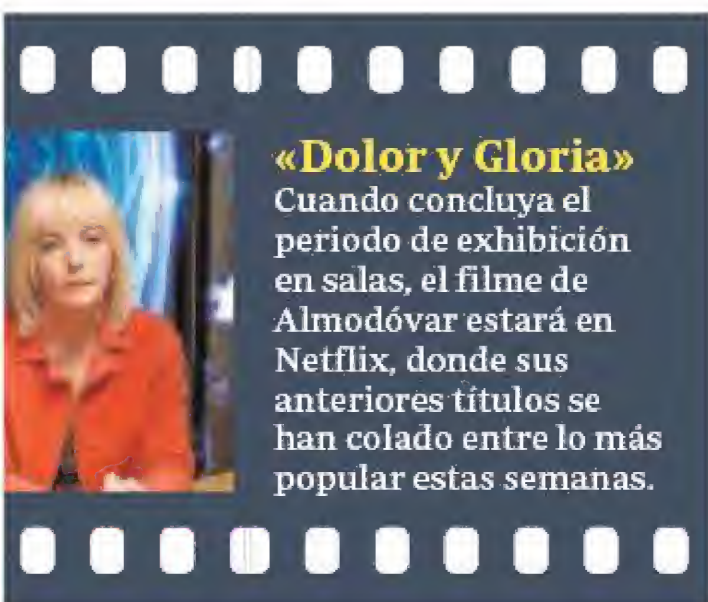 «Dolor y Gloria»
Cuando concluya el
periodo de exhibición
en salas, el filme de
Almodóvar estará en
Netflix, donde sus
anteriores títulos se
han colado entre lo más
popular estas semanas.